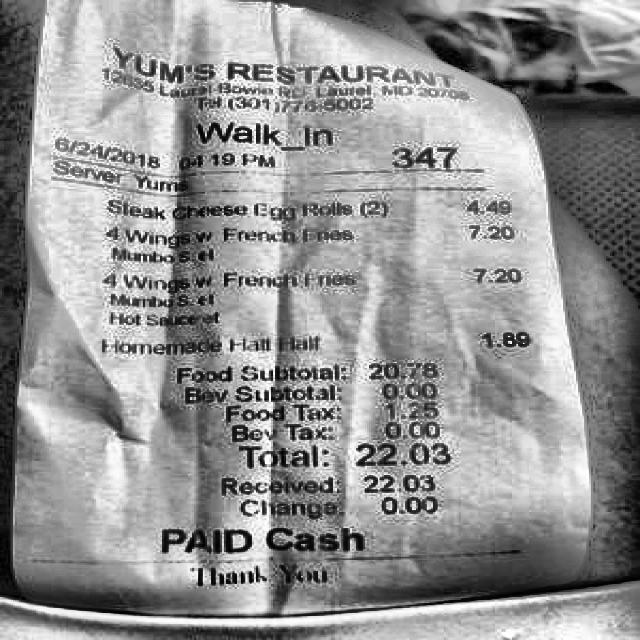 YUM'S RESTAURANT
Laurel Bowie Rd. Laurel, MD 20708
Tel (301)776-5002
Walk_In
6/24/2018 04 19 PM 347
Server Yums
Steak Cheese Egg Rolls (2) 4.49
4 Wings w. French Fries 7.20
Mumbo S. el
4 Wings w. French Fries 7.20
Mumbo S. el
Hot Sauce et
Homemade Half Half 1.89
Food Subtotal: 20.78
Bev Subtotal: 0.00
Food Tax: 1.25
Bev Tax: 0.00
Total: 22.03
Received: 22.03
Change: 0.00
PAID Cash
Thank You